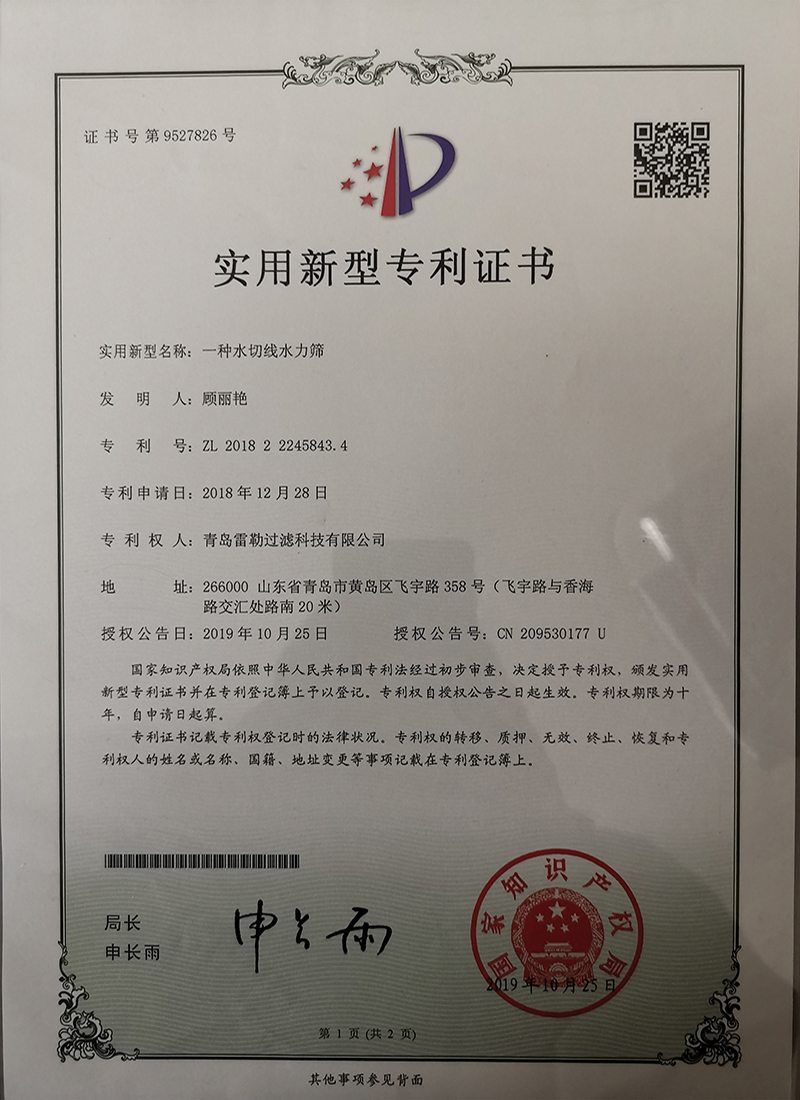 证书号第9527826号
实用新型专利证书
实用新型名称：一种水切线水力筛
发 明 人：顾丽艳
专 利 号：ZL 2018 2 2245843.4
专利申请日：2018年12月28日
专 利 权 人：青岛雷勒过滤科技有限公司
地 址：266000 山东省青岛市黄岛区飞宇路358号（飞宇路与香海
路交汇处路南20米）
授权公告日：2019年10月25日 授权公告号：CN 209530177 U
国家知识产权局依照中华人民共和国专利法经过初步审查，决定授予专利权，颁发实用
新型专利证书并在专利登记簿上予以登记。专利权自授权公告之日起生效。专利权期限为十
年，自申请日起算。
专利证书记载专利权登记时的法律状况。专利权的转移、质押、无效、终止、恢复和专
利权人的姓名或名称、国籍、地址变更等事项记载在专利登记簿上。
局长
申长雨
申长雨
国家知识产权局
2019年10月25日
第 1 页 (共 2 页)
其他事项参见背面